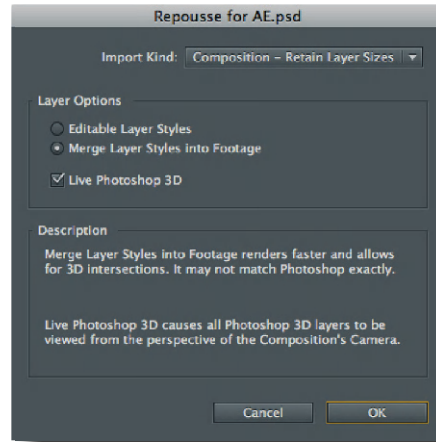 Repousse for AE.psd
Import Kind: Composition – Retain Layer Sizes
Layer Options
Editable Layer Styles
Merge Layer Styles into Footage
Live Photoshop 3D
Description
Merge Layer Styles into Footage renders faster and allows
for 3D intersections. It may not match Photoshop exactly.
Live Photoshop 3D causes all Photoshop 3D layers to be
viewed from the perspective of the Composition's Camera.
Cancel OK